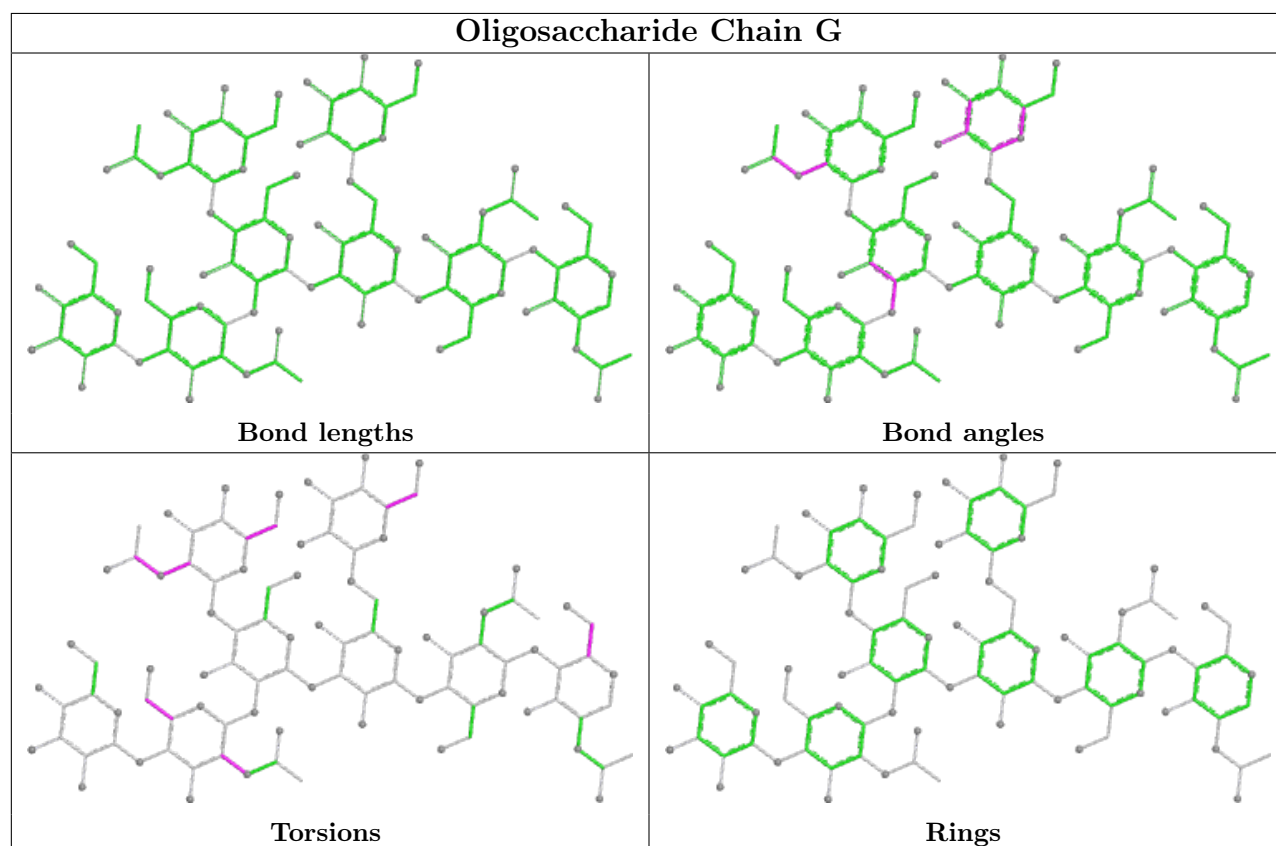 Oligosaccharide Chain G
Bond lengths
Bond angles
Torsions
Rings